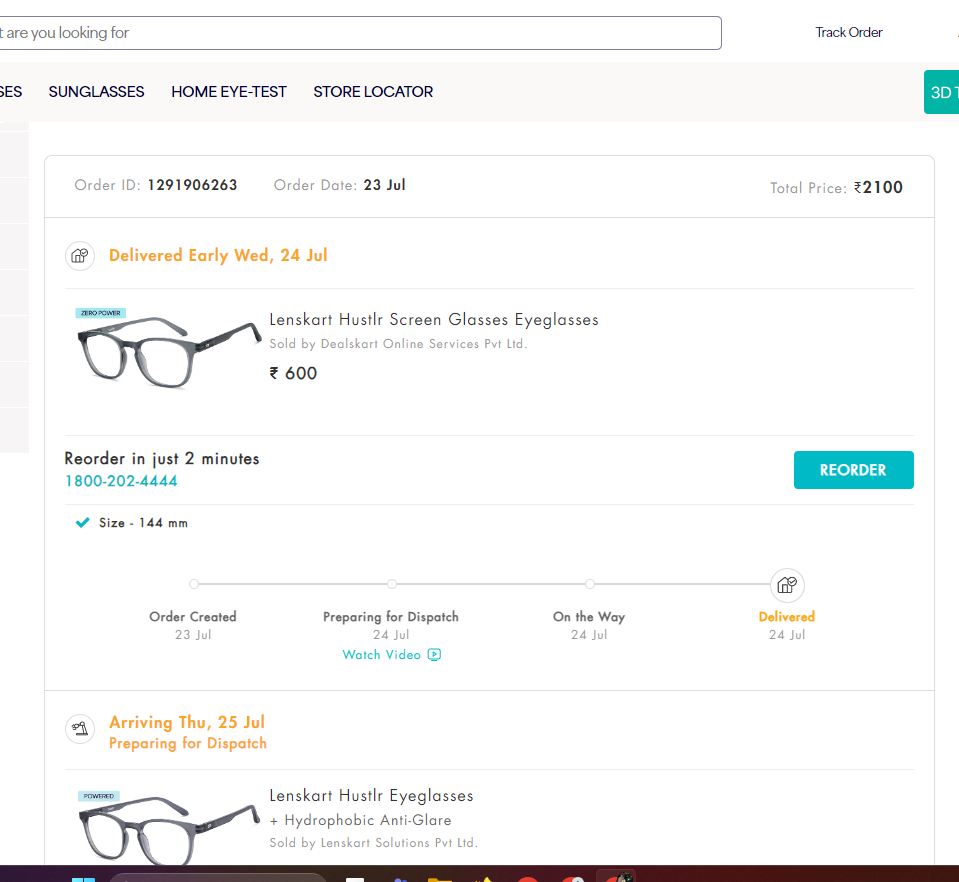 are you looking for
Track Order
SUNGLASSES
HOME EYE-TEST
STORE LOCATOR
3D
Order ID: 1291906263
Order Date: 23 Jul
Total Price: ₹2100
Delivered Early Wed, 24 Jul
ZERO POWER
Lenskart Hustlr Screen Glasses Eyeglasses
Sold by Dealskart Online Services Pvt Ltd.
₹ 600
Reorder in just 2 minutes
1800-202-4444
REORDER
Size - 144 mm
Order Created
23 Jul
Preparing for Dispatch
24 Jul
Watch Video
On the Way
24 Jul
Delivered
24 Jul
Arriving Thu, 25 Jul
Preparing for Dispatch
POWERED
Lenskart Hustlr Eyeglasses
+ Hydrophobic Anti-Glare
Sold by Lenskart Solutions Pvt Ltd.